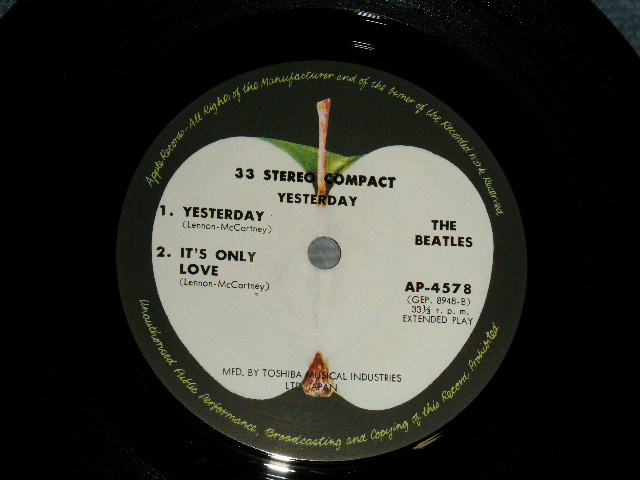 Apple Records-All Rights of the Manufacturer and of the Owner of the Recorded Work Reserved
33 STEREO COMPACT
YESTERDAY
1. YESTERDAY
(Lennon-McCartney)
2. IT'S ONLY
LOVE
(Lennon-McCartney)
THE
BEATLES
AP-4578
(GEP. 8948-B)
33⅓ r. p. m.
EXTENDED PLAY
MFD. BY TOSHIBA MUSICAL INDUSTRIES
LTD. JAPAN
Unauthorised Public Performance, Broadcasting and Copying of this Record Prohibited